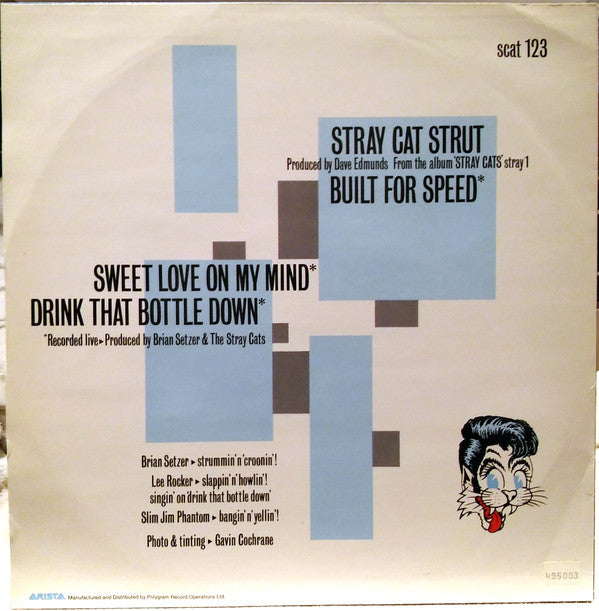 scat 123
STRAY CAT STRUT
Produced by Dave Edmunds From the album 'STRAY CATS' stray 1
BUILT FOR SPEED*
SWEET LOVE ON MY MIND*
DRINK THAT BOTTLE DOWN*
*Recorded live ▸ Produced by Brian Setzer & The Stray Cats
Brian Setzer ▸ strummin' n' croonin'!
Lee Rocker ▸ slappin' n' howlin'!
singin' on 'drink that bottle down'
Slim Jim Phantom ▸ bangin' n' yellin'!
Photo & tinting ▸ Gavin Cochrane
ARISTA Manufactured and Distributed by Polygram Record Operations Ltd.
495003